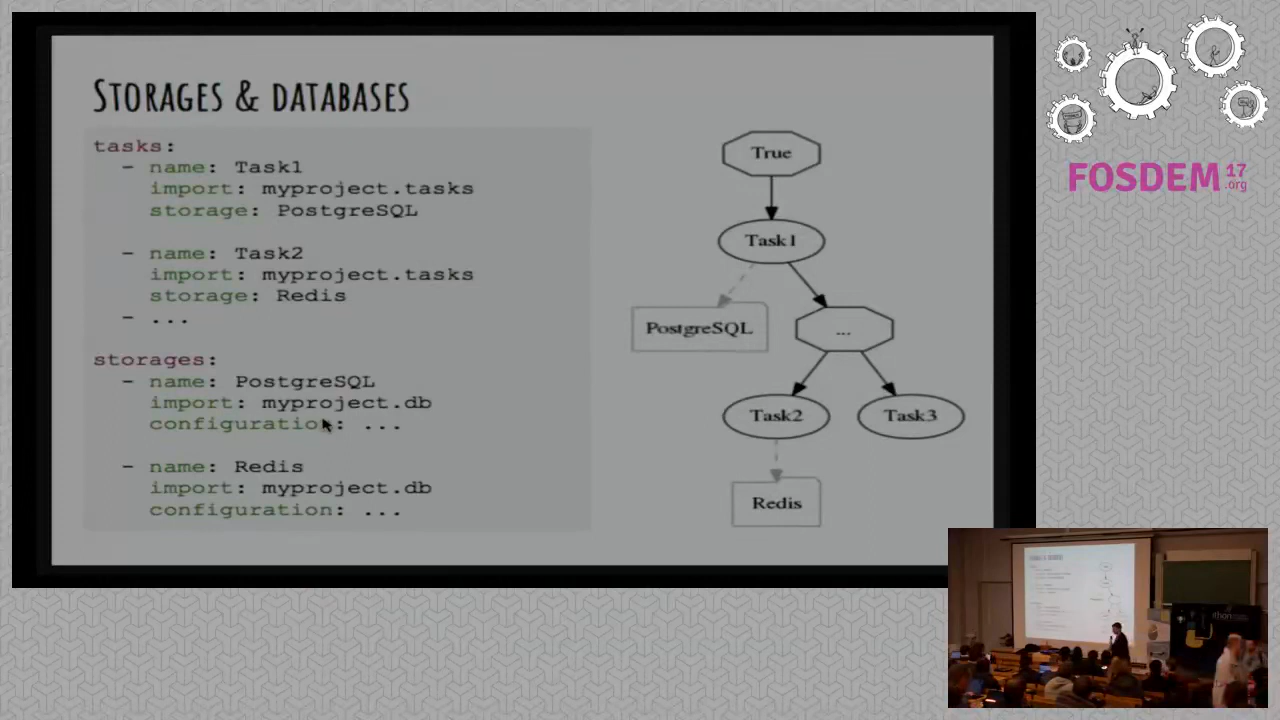 STORAGES & DATABASES
tasks:
- name: Task1
import: myproject.tasks
storage: PostgreSQL
- name: Task2
import: myproject.tasks
storage: Redis
- ...
storages:
- name: PostgreSQL
import: myproject.db
configuration: ...
- name: Redis
import: myproject.db
configuration: ...
True
Task1
PostgreSQL
...
Task2
Task3
Redis
FOSDEM 17
.org